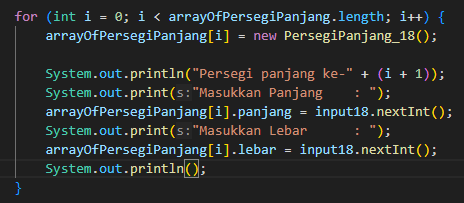 for (int i = 0; i < arrayOfPersegiPanjang.length; i++) {
    arrayOfPersegiPanjang[i] = new PersegiPanjang_18();

    System.out.println("Persegi panjang ke-" + (i + 1));
    System.out.print(s:"Masukkan Panjang    : ");
    arrayOfPersegiPanjang[i].panjang = input18.nextInt();
    System.out.print(s:"Masukkan Lebar      : ");
    arrayOfPersegiPanjang[i].lebar = input18.nextInt();
    System.out.println();
}